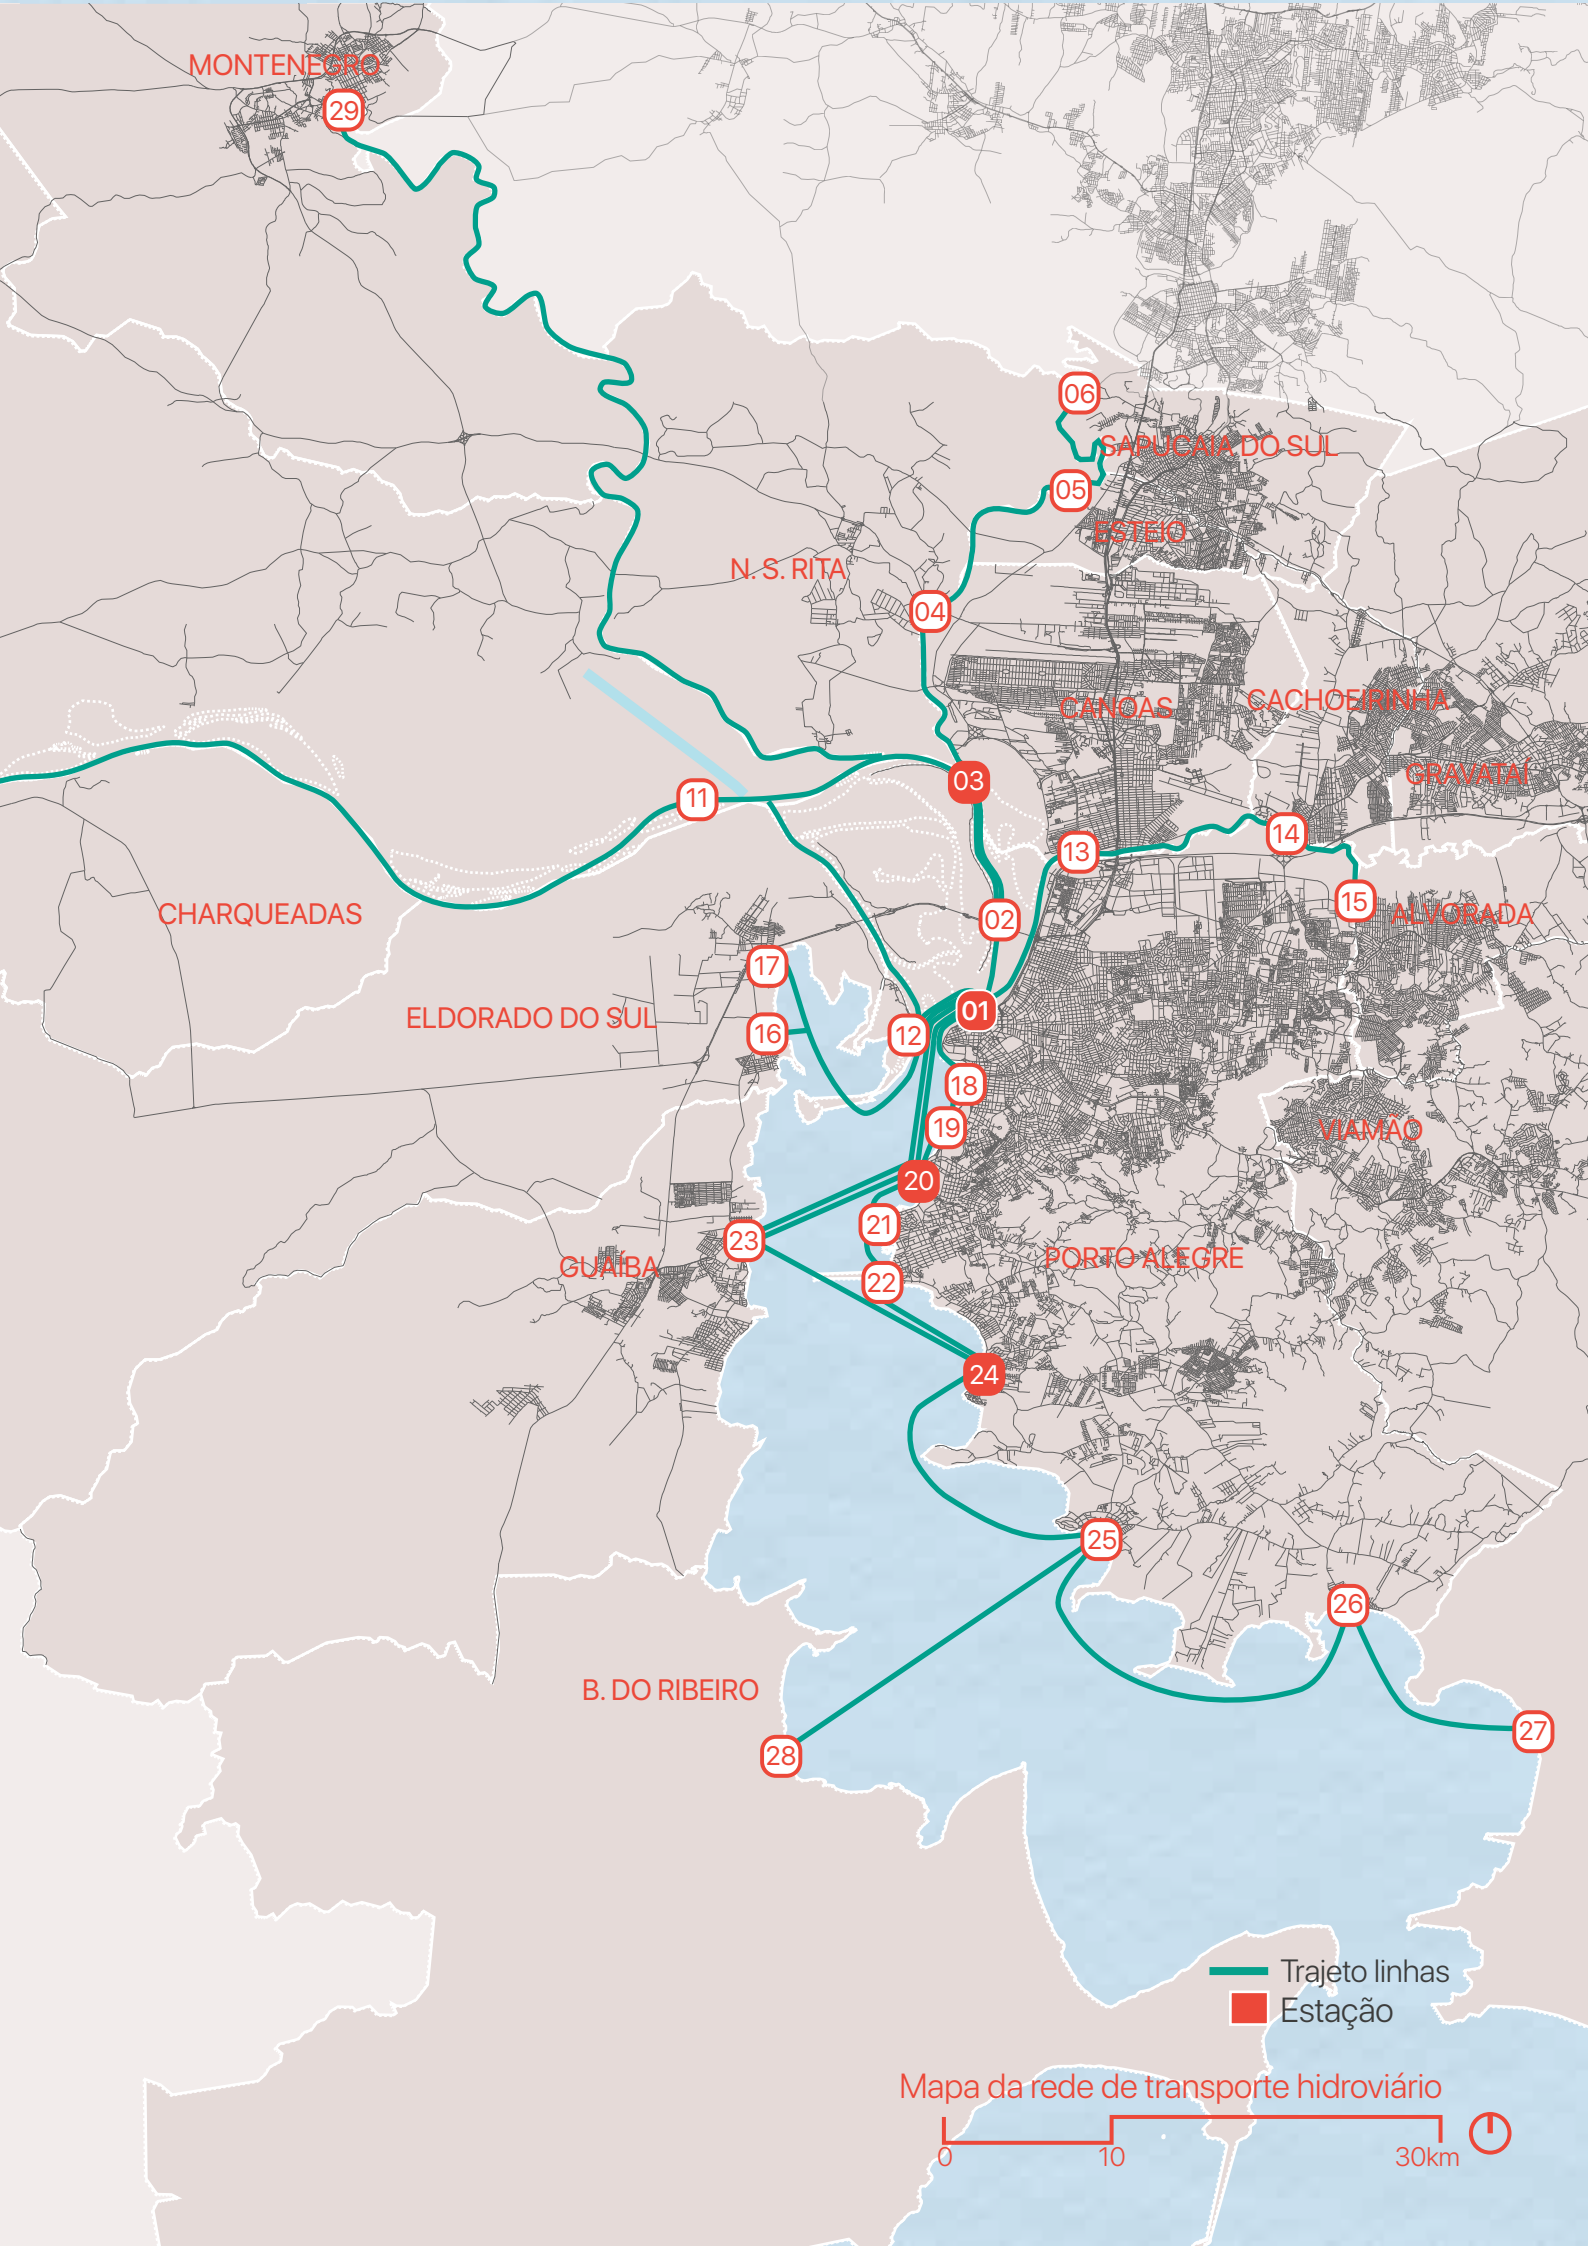 MONTENEGRO
29
06
SAPUCAIA DO SUL
05
ESTEIO
N. S. RITA
04
CANOAS
CACHOEIRINHA
GRAVATAÍ
03
11
14
13
15
ALVORADA
CHARQUEADAS
02
17
01
ELDORADO DO SUL
16
12
18
19
VIAMÃO
20
21
23
GUAÍBA
PORTO ALEGRE
22
24
25
26
B. DO RIBEIRO
27
28
Trajeto linhas
Estação
Mapa da rede de transporte hidroviário
0 10 30km